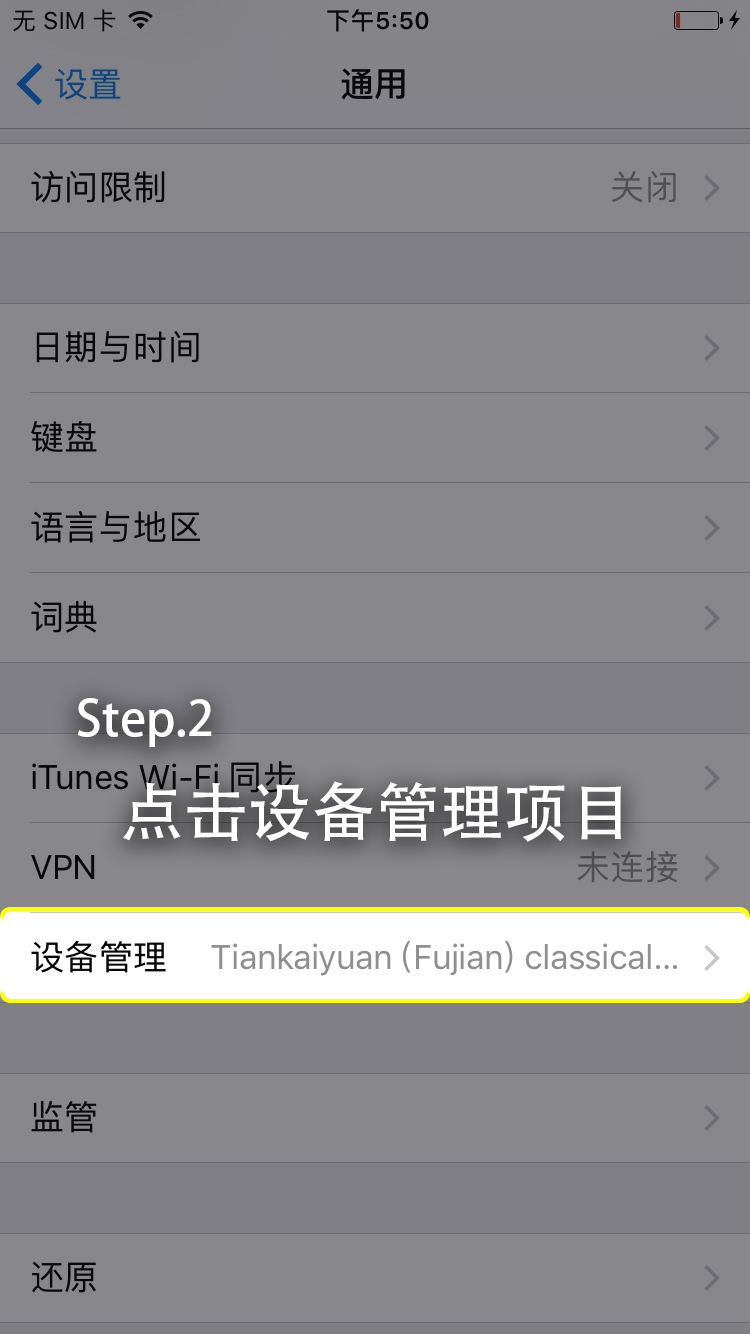 无 SIM 卡 下午5:50
设置 通用
访问限制 关闭
日期与时间
键盘
语言与地区
词典
Step.2
iTunes Wi-Fi 同步
点击设备管理项目
VPN 未连接
设备管理 Tiankaiyuan (Fujian) classical...
监管
还原